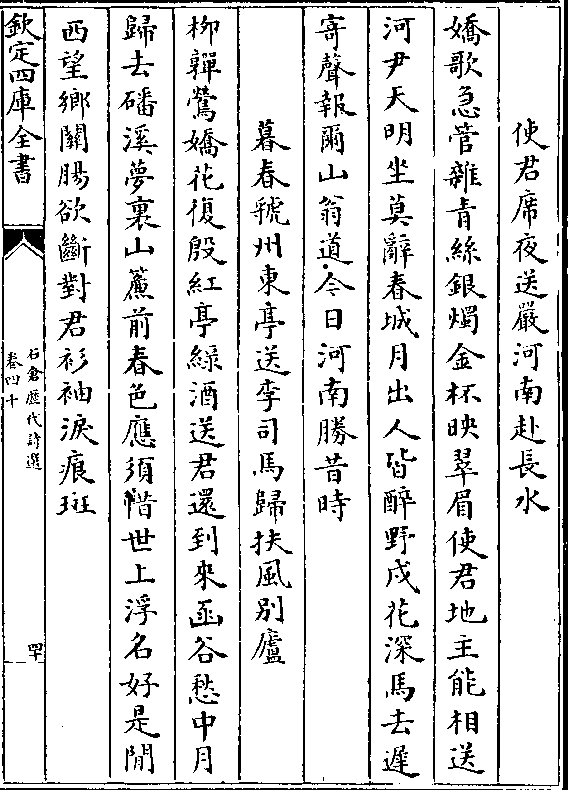 使君席夜送嚴河南赴長水
嬌歌急管雜青絲銀燭金杯映翠眉使君地主能相送
河尹天明坐莫辭春城月出人皆醉野戍花深馬去遲
寄聲報爾山翁道今日河南勝昔時
暮春虢州東亭送李司馬歸扶風別廬
柳嚲鶯嬌花復殷紅亭綠酒送君還到來函谷愁中月
歸去磻溪夢裏山簾前春色應須惜世上浮名好是閒
西望鄉關腸欲斷對君衫袖淚痕斑
欽定四庫全書
石倉歷代詩選
卷四十